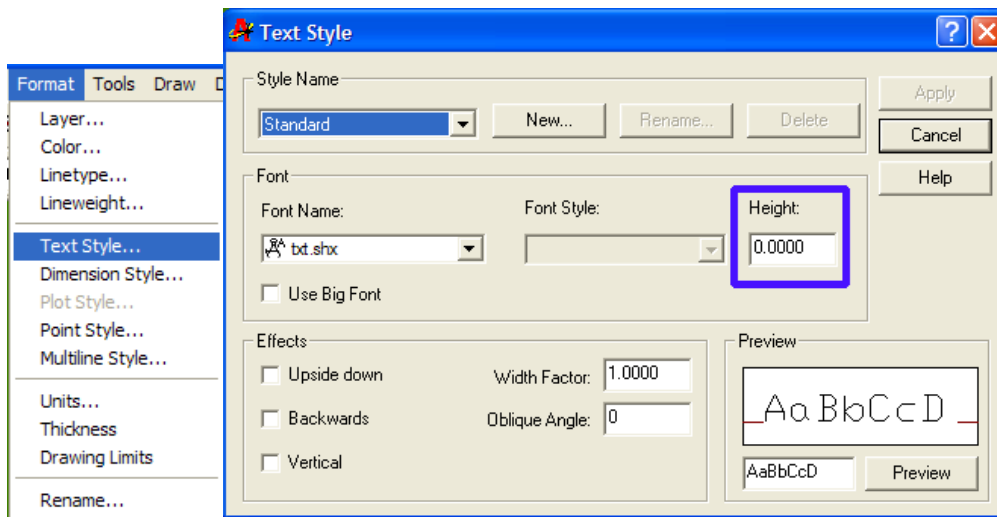 Format Tools Draw D
Layer...
Color...
Linetype...
Lineweight...
Text Style...
Dimension Style...
Plot Style...
Point Style...
Multiline Style...
Units...
Thickness
Drawing Limits
Rename...
Text Style
Style Name
Standard
New...
Rename...
Delete
Apply
Cancel
Help
Font
Font Name:
Font Style:
Height:
txt.shx
0.0000
Use Big Font
Effects
Upside down
Width Factor: 1.0000
Backwards
Oblique Angle: 0
Vertical
Preview
AaBbCcD
AaBbCcD
Preview